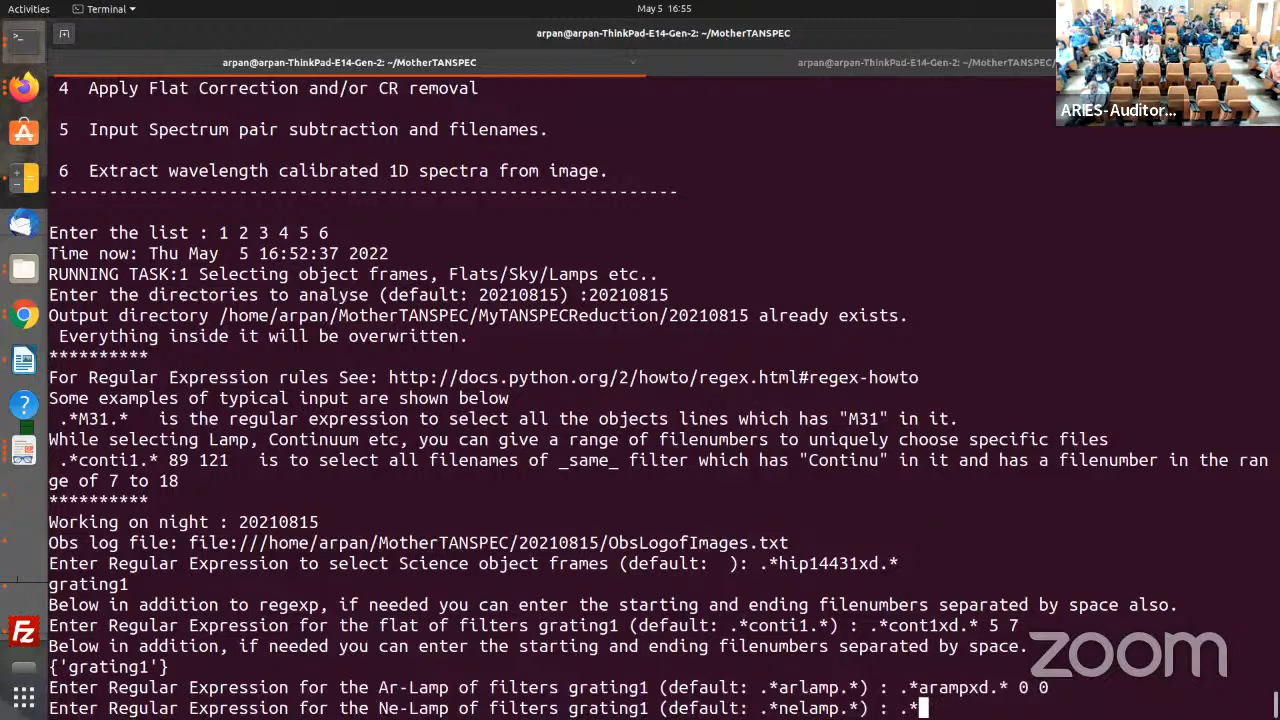 Activities
Terminal
May 5 16:55
arpan@arpan-ThinkPad-E14-Gen-2: ~/MotherTANSPEC
arpan@arpan-ThinkPad-E14-Gen-2: ~/MotherTANSPEC
arpan@arpan-ThinkPad-E14-Gen-2: ~/MotherTANSPEC/
ARIES-Auditor...
4 Apply Flat Correction and/or CR removal
5 Input Spectrum pair subtraction and filenames.
6 Extract wavelength calibrated 1D spectra from image.
---------------------------------------------------------------
Enter the list : 1 2 3 4 5 6
Time now: Thu May  5 16:52:37 2022
RUNNING TASK:1 Selecting object frames, Flats/Sky/Lamps etc..
Enter the directories to analyse (default: 20210815) :20210815
Output directory /home/arpan/MotherTANSPEC/MyTANSPECReduction/20210815 already exists.
Everything inside it will be overwritten.
**********
For Regular Expression rules See: http://docs.python.org/2/howto/regex.html#regex-howto
Some examples of typical input are shown below
.*M31.*   is the regular expression to select all the objects lines which has "M31" in it.
While selecting Lamp, Continuum etc, you can give a range of filenumbers to uniquely choose specific files
.*conti1.* 89 121   is to select all filenames of _same_ filter which has "Continu" in it and has a filenumber in the ran
ge of 7 to 18
**********
Working on night : 20210815
Obs log file: file:///home/arpan/MotherTANSPEC/20210815/ObsLogofImages.txt
Enter Regular Expression to select Science object frames (default:  ): .*hip14431xd.*
grating1
Below in addition to regexp, if needed you can enter the starting and ending filenumbers separated by space also.
Enter Regular Expression for the flat of filters grating1 (default: .*conti1.*) : .*cont1xd.* 5 7
Below in addition, if needed you can enter the starting and ending filenumbers separated by space.
{'grating1'}
Enter Regular Expression for the Ar-Lamp of filters grating1 (default: .*arlamp.*) : .*arampxd.* 0 0
Enter Regular Expression for the Ne-Lamp of filters grating1 (default: .*nelamp.*) : .*
zoom